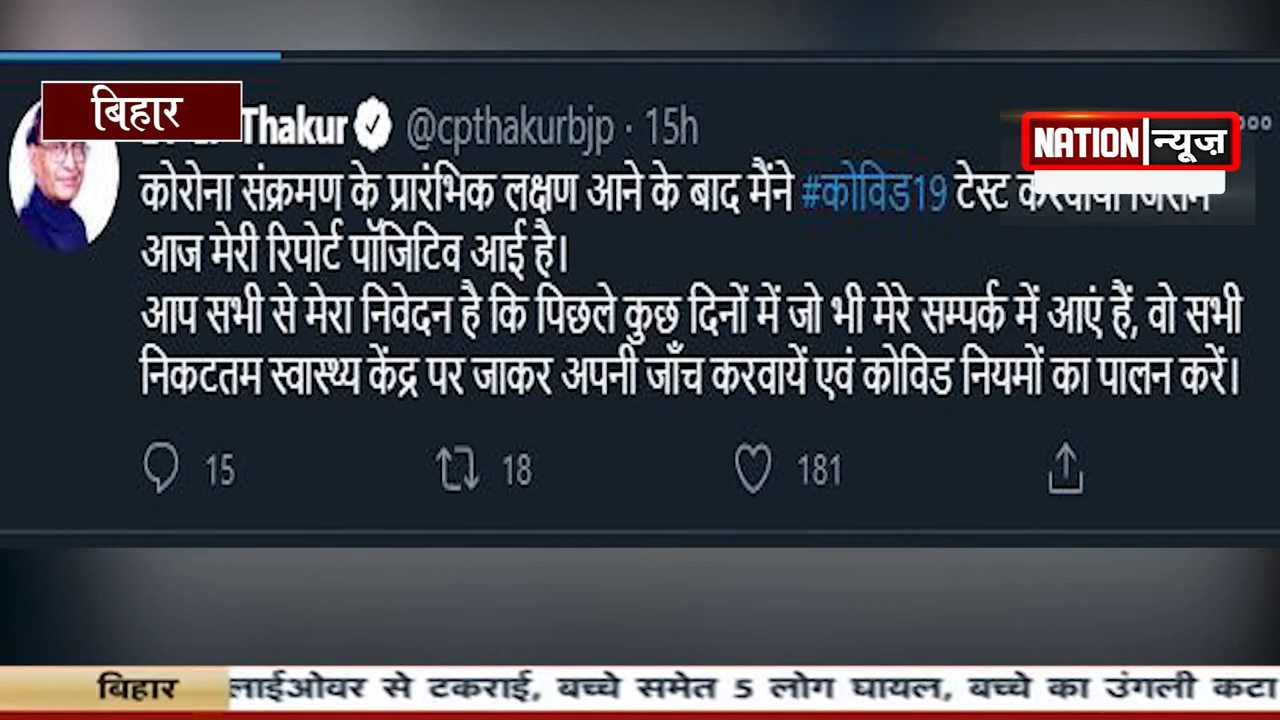 बिहार
Thakur @cpthakurbjp · 15h
NATION न्यूज़
कोरोना संक्रमण के प्रारंभिक लक्षण आने के बाद मैंने #कोविड19 टेस्ट
आज मेरी रिपोर्ट पॉजिटिव आई है।
आप सभी से मेरा निवेदन है कि पिछले कुछ दिनों में जो भी मेरे सम्पर्क में आएं हैं, वो सभी
निकटतम स्वास्थ्य केंद्र पर जाकर अपनी जाँच करवायें एवं कोविड नियमों का पालन करें।
15 18 181
बिहार लाईओवर से टकराई, बच्चे समेत 5 लोग घायल, बच्चे का उंगली कटा